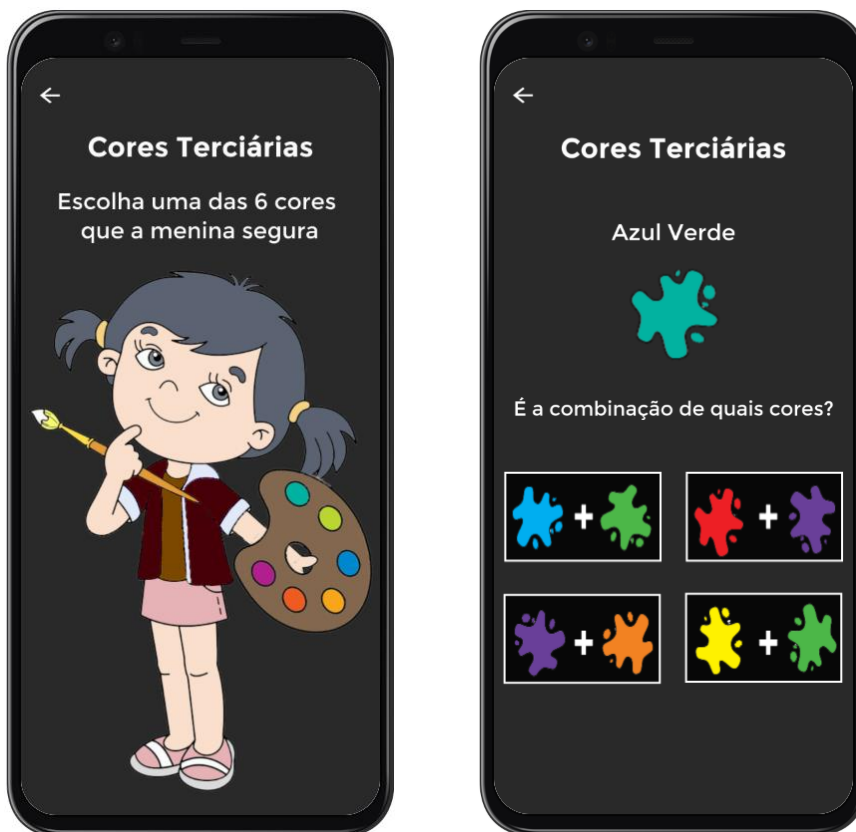 Cores Terciárias
Escolha uma das 6 cores
que a menina segura
Cores Terciárias
Azul Verde
É a combinação de quais cores?
+
+
+
+